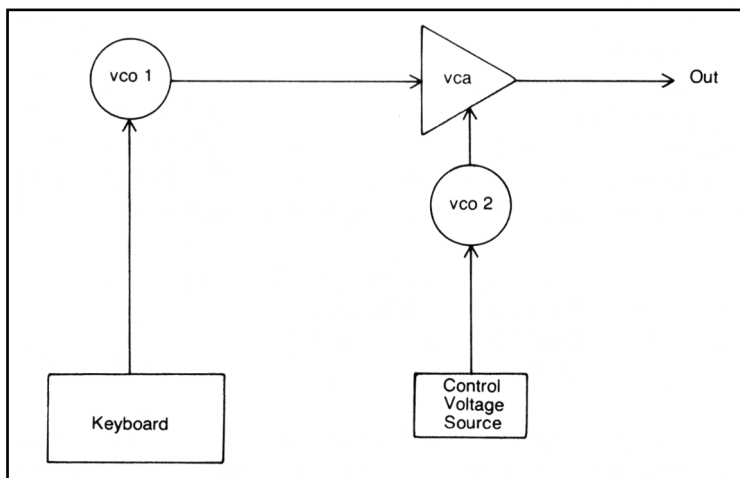 vco 1
vca
Out
vco 2
Keyboard
Control
Voltage
Source